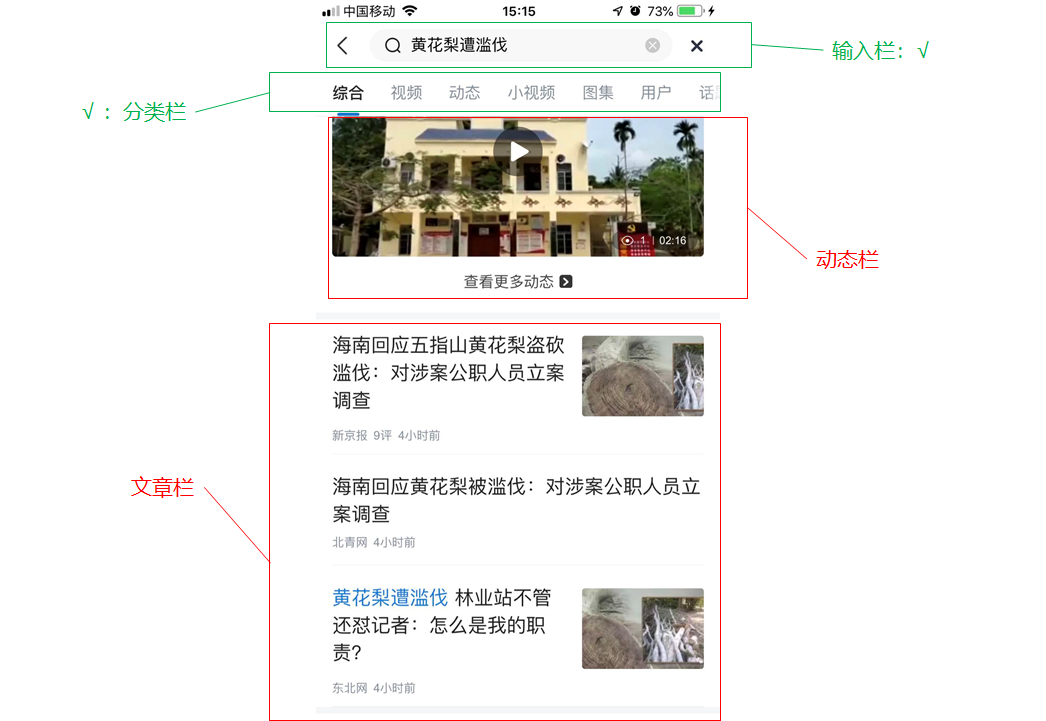 中国移动 15:15 73%
黄花梨遭滥伐
输入栏：√
√ ： 分类栏
综合 视频 动态 小视频 图集 用户 话
1 | 02:16
动态栏
查看更多动态
海南回应五指山黄花梨盗砍
滥伐：对涉案公职人员立案
调查
新京报 9评 4小时前
文章栏
海南回应黄花梨被滥伐：对涉案公职人员立
案调查
北青网 4小时前
黄花梨遭滥伐 林业站不管
还怼记者：怎么是我的职
责？
东北网 4小时前